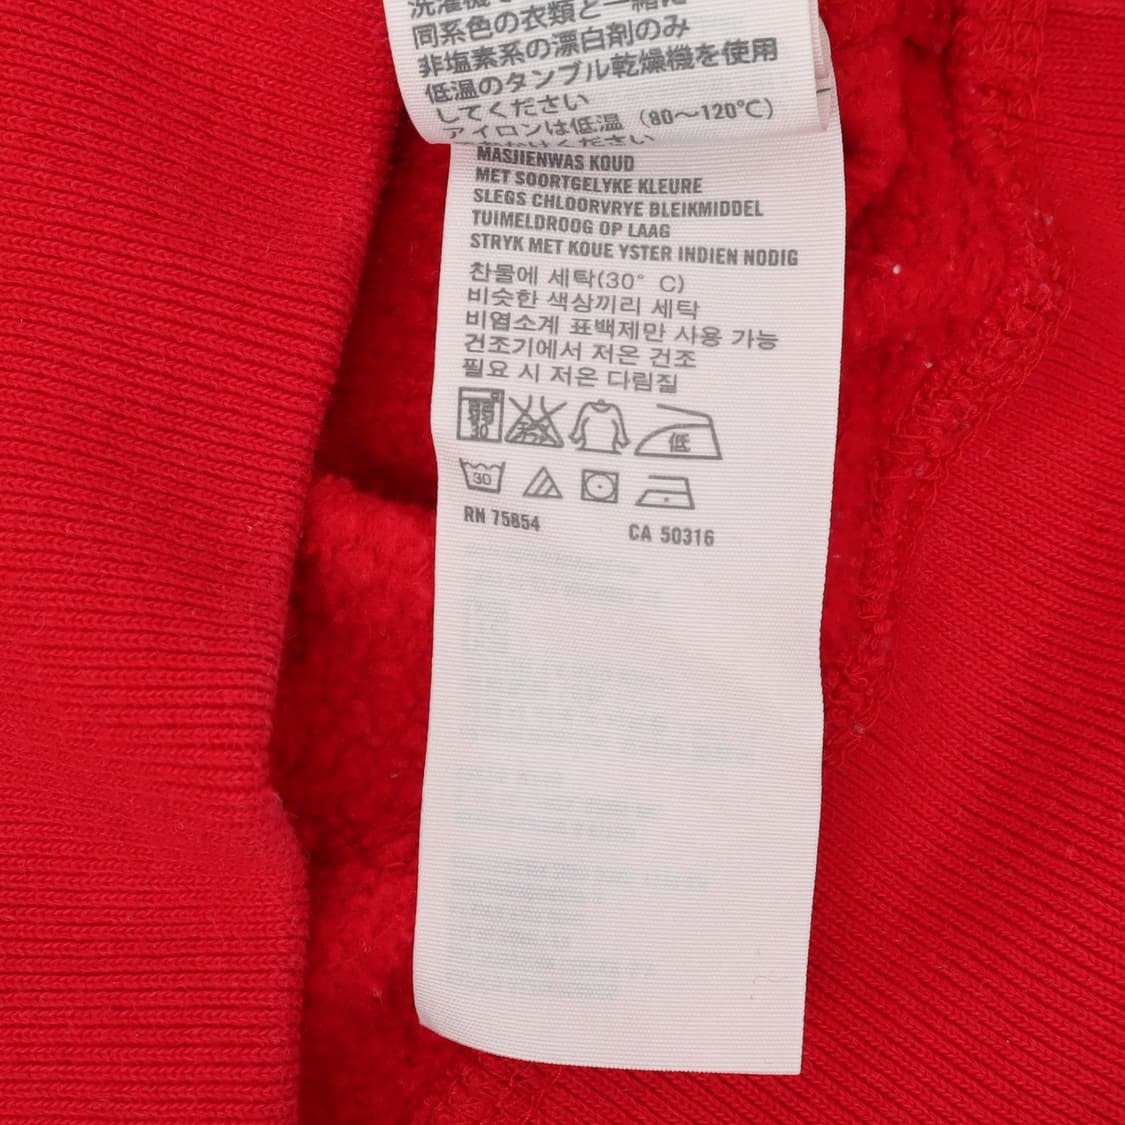 同系色の衣類と一緒に
非塩素系の漂白剤のみ
低温のタンブル乾燥機を使用
してください
アイロンは低温（80〜120℃）
MASJIENWAS KOUD
MET SOORTGELYKE KLEURE
SLEGS CHLOORVRYE BLEIKMIDDEL
TUIMELDROOG OP LAAG
STRYK MET KOUE YSTER INDIEN NODIG
찬물에 세탁(30° C)
비슷한 색상끼리 세탁
비염소계 표백제만 사용 가능
건조기에서 저온 건조
필요 시 저온 다림질
30 低
30
RN 75854 CA 50316